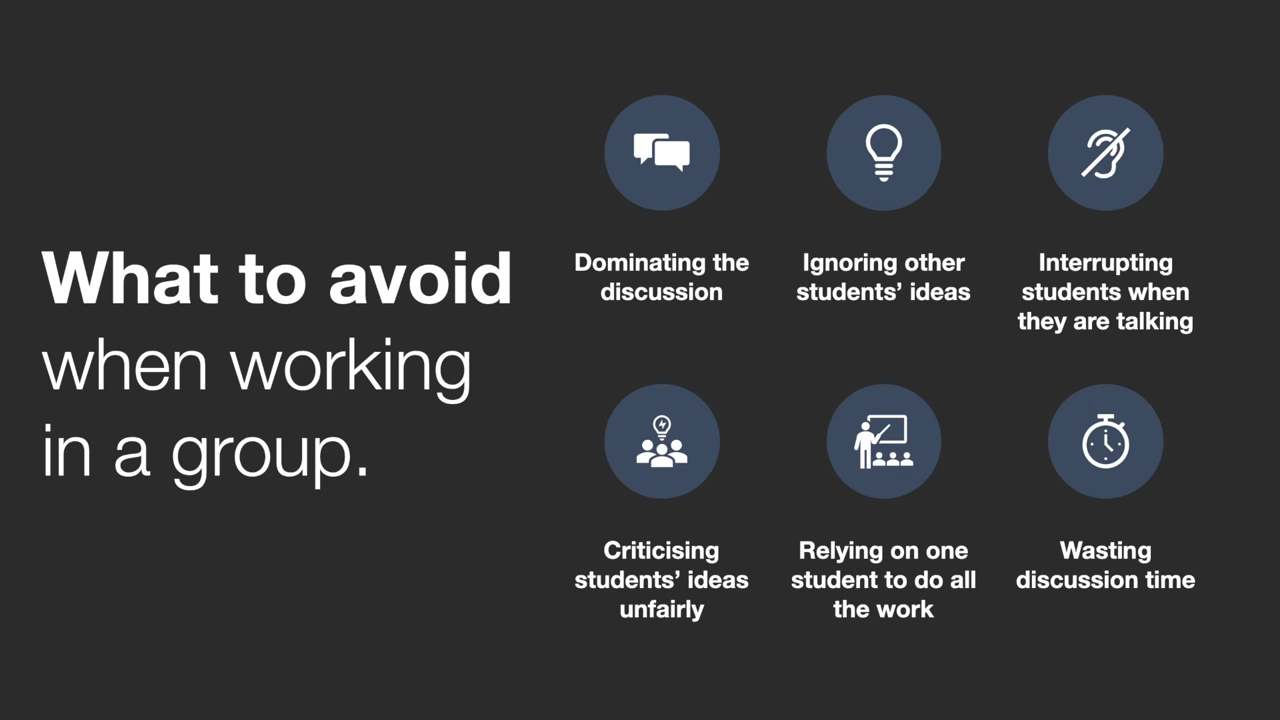 What to avoid
when working
in a group.
Dominating the
discussion
Ignoring other
students’ ideas
Interrupting
students when
they are talking
Criticising
students’ ideas
unfairly
Relying on one
student to do all
the work
Wasting
discussion time